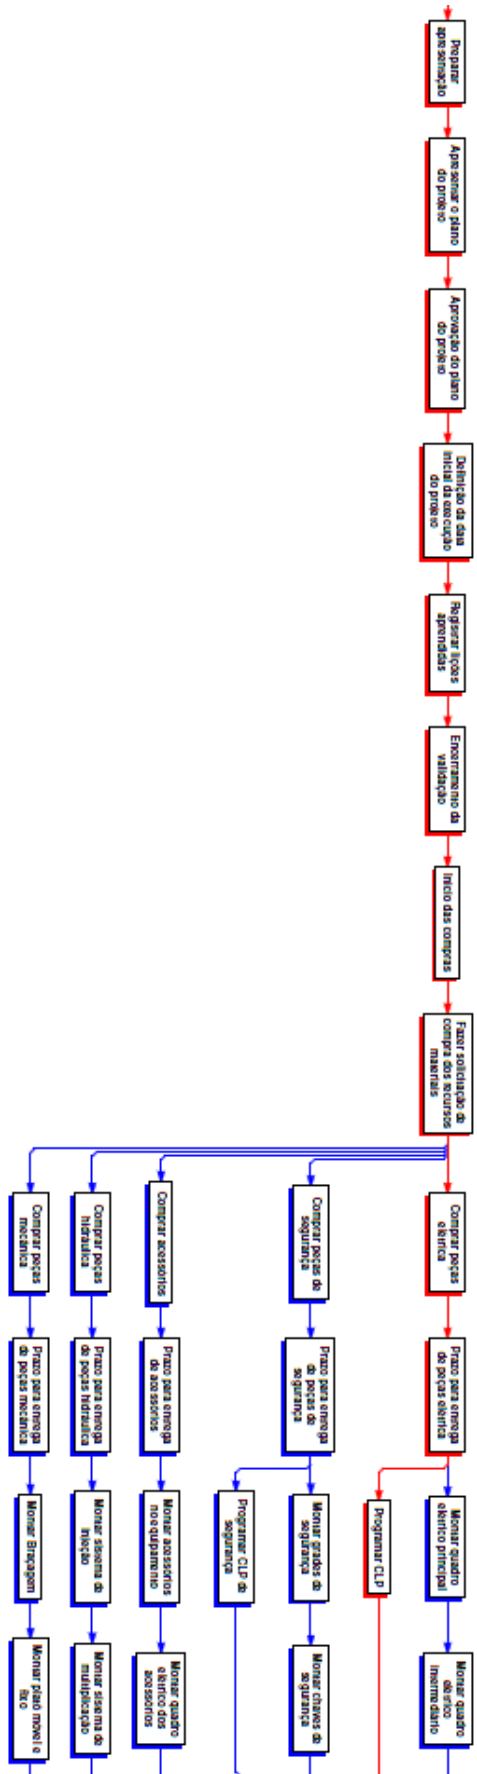 Preparar
apresentação
Apresentar o plano
do projeto
Aprovação do plano
do projeto
Definição da data
inicial da execução
do projeto
Registrar lições
aprendidas
Encerramento da
validação
Início das compras
Fazer solicitação de
compra dos recursos
materiais
Comprar peças
elétrica
Prazo para entrega
de peças elétrica
Montar quadro
elétrico principal
Montar quadro
elétrico
intermediário
Programar CLP
Comprar peças de
segurança
Prazo para entrega
de peças de
segurança
Montar grades de
segurança
Montar chaves de
segurança
Programar CLP de
segurança
Comprar acessórios
Prazo para entrega
de acessórios
Montar acessórios
no equipamento
Montar quadro
elétrico dos
acessórios
Comprar peças
hidráulica
Prazo para entrega
de peças hidráulica
Montar sistema de
injeção
Montar sistema de
multiplicação
Comprar peças
mecânica
Prazo para entrega
de peças mecânica
Montar Braçagem
Montar platô móvel e
fixo